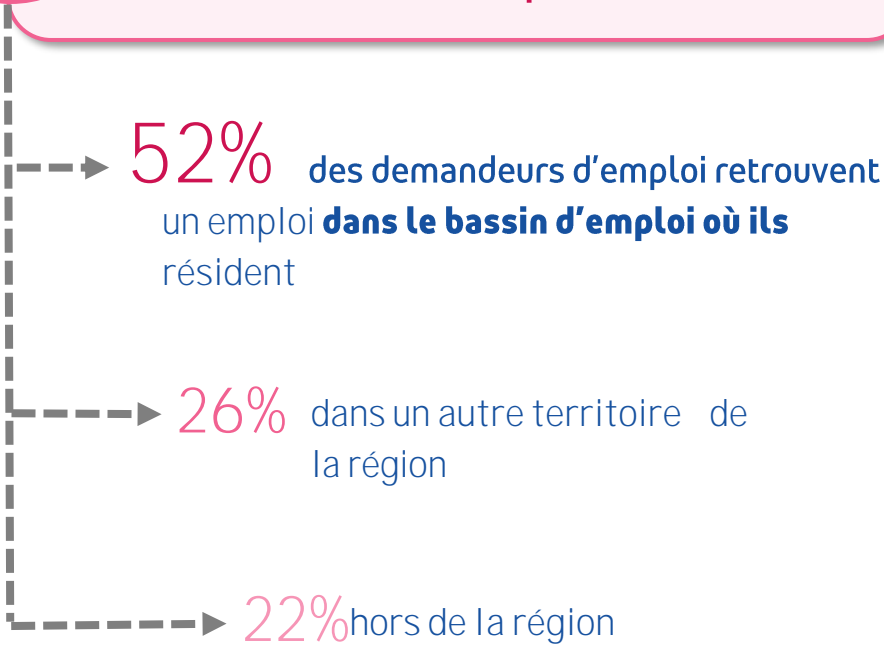 52% des demandeurs d'emploi retrouvent
un emploi dans le bassin d'emploi où ils
résident
26% dans un autre territoire de
la région
22% hors de la région